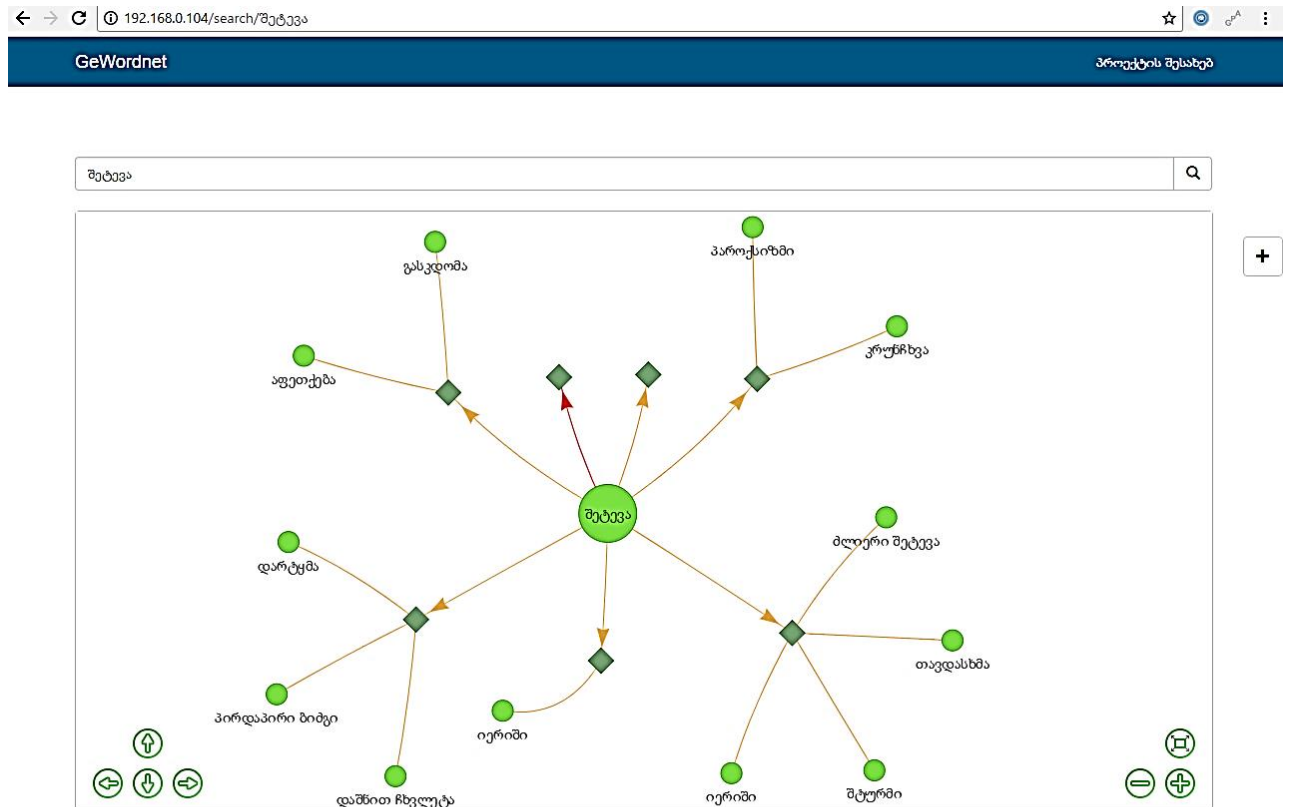 192.168.0.104/search/შეტევა
GeWordnet
პროექტის შესახებ
შეტევა
გასკდომა
პაროქსიზმი
კრუნჩხვა
აფეთქება
შეტევა
ძლიერი შეტევა
დარტყმა
თავდასხმა
პირდაპირი ბიძგი
იერიში
დაშნით ჩხვლეტა
იერიში
შტურმი